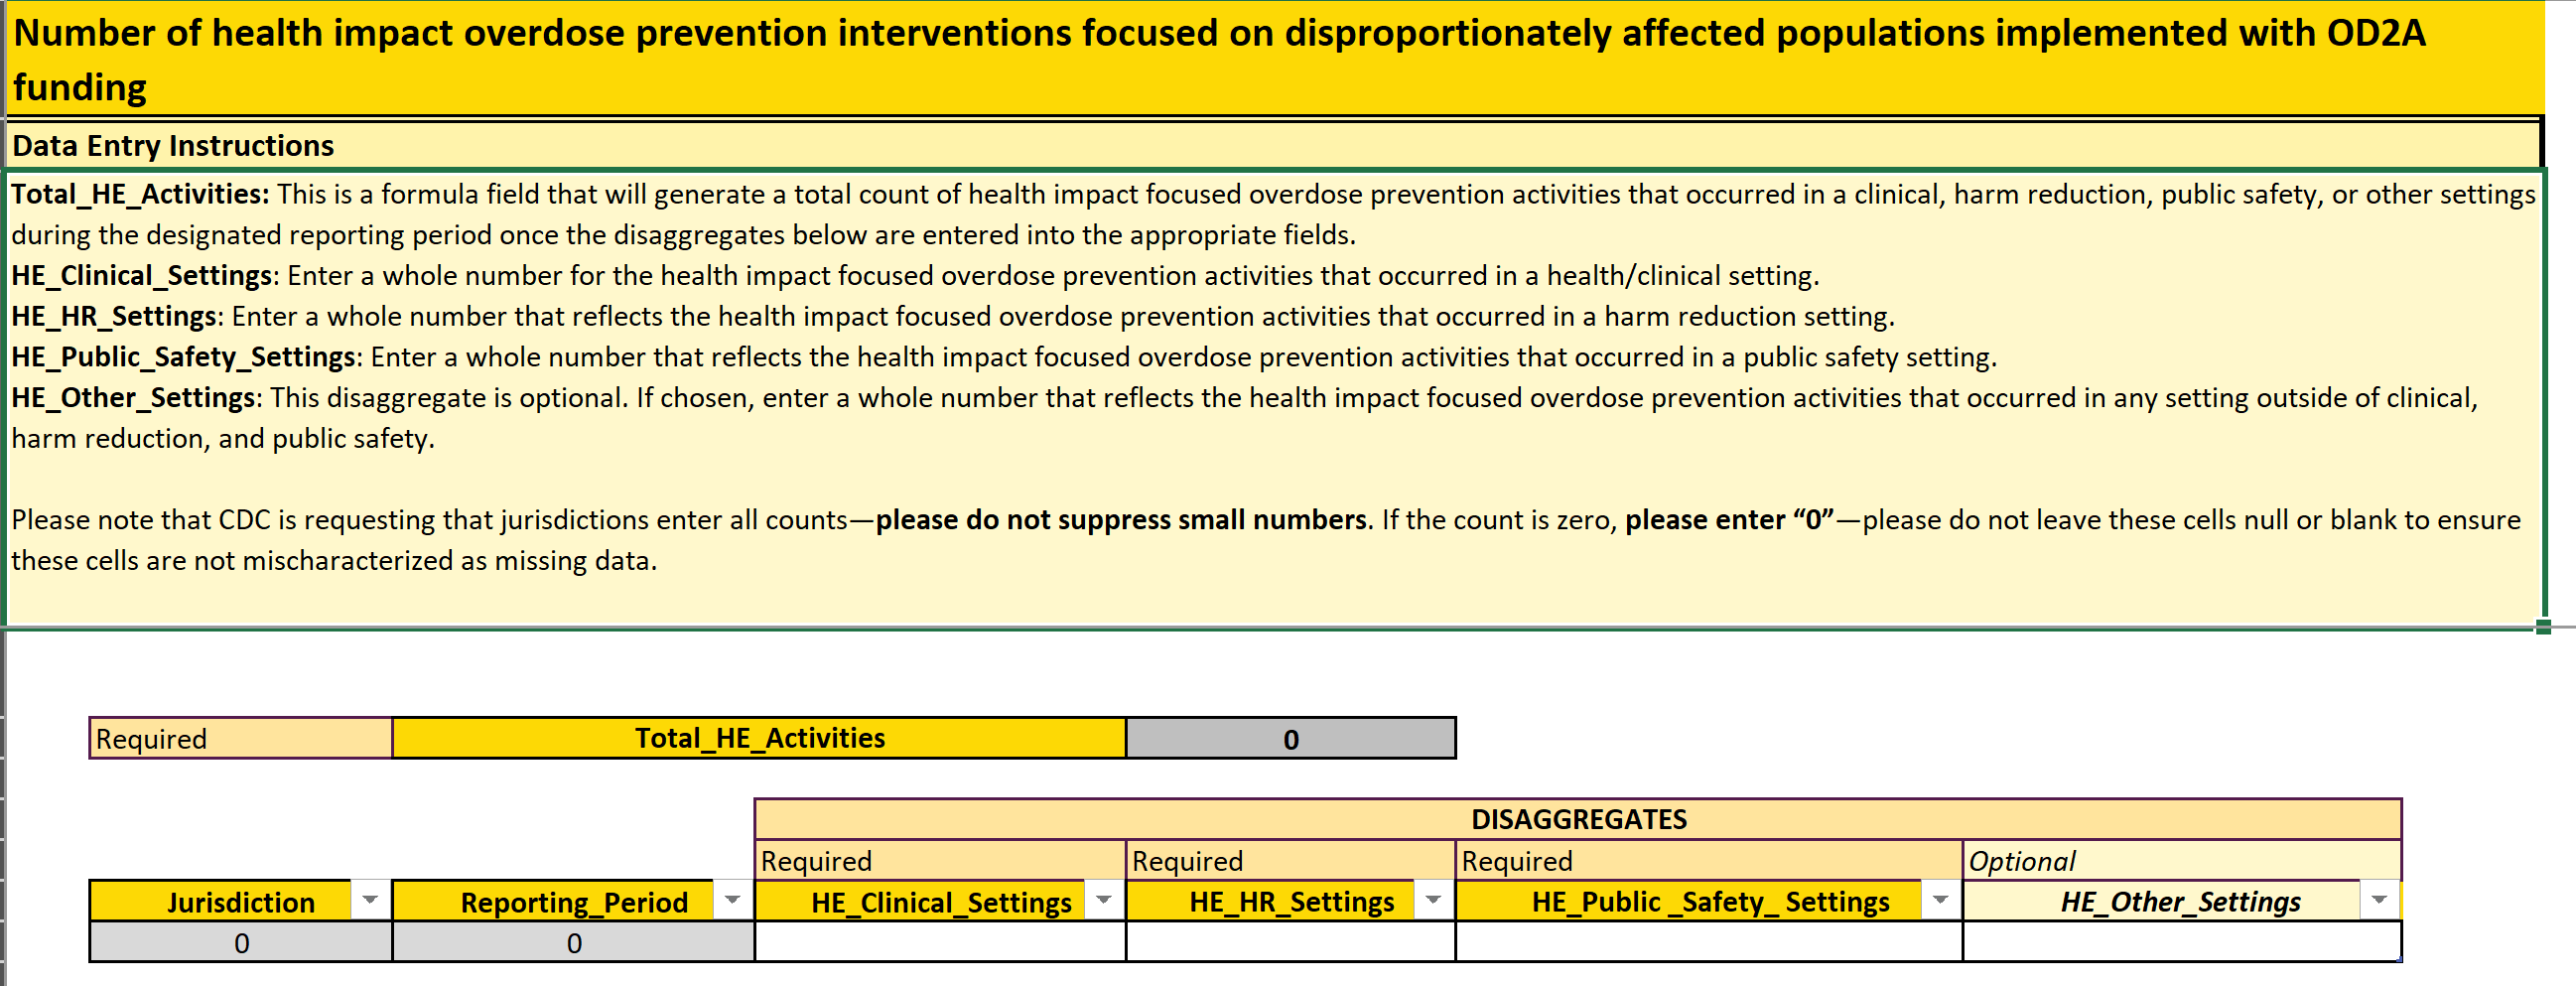 Number of health impact overdose prevention interventions focused on disproportionately affected populations implemented with OD2A
funding
Data Entry Instructions
Total_HE_Activities: This is a formula field that will generate a total count of health impact focused overdose prevention activities that occurred in a clinical, harm reduction, public safety, or other settings
during the designated reporting period once the disaggregates below are entered into the appropriate fields.
HE_Clinical_Settings: Enter a whole number for the health impact focused overdose prevention activities that occurred in a health/clinical setting.
HE_HR_Settings: Enter a whole number that reflects the health impact focused overdose prevention activities that occurred in a harm reduction setting.
HE_Public_Safety_Settings: Enter a whole number that reflects the health impact focused overdose prevention activities that occurred in a public safety setting.
HE_Other_Settings: This disaggregate is optional. If chosen, enter a whole number that reflects the health impact focused overdose prevention activities that occurred in any setting outside of clinical,
harm reduction, and public safety.
Please note that CDC is requesting that jurisdictions enter all counts—please do not suppress small numbers. If the count is zero, please enter “0”—please do not leave these cells null or blank to ensure
these cells are not mischaracterized as missing data.
Required Total_HE_Activities 0
DISAGGREGATES
Required Required Required Optional
Jurisdiction Reporting_Period HE_Clinical_Settings HE_HR_Settings HE_Public _Safety_ Settings HE_Other_Settings
0 0